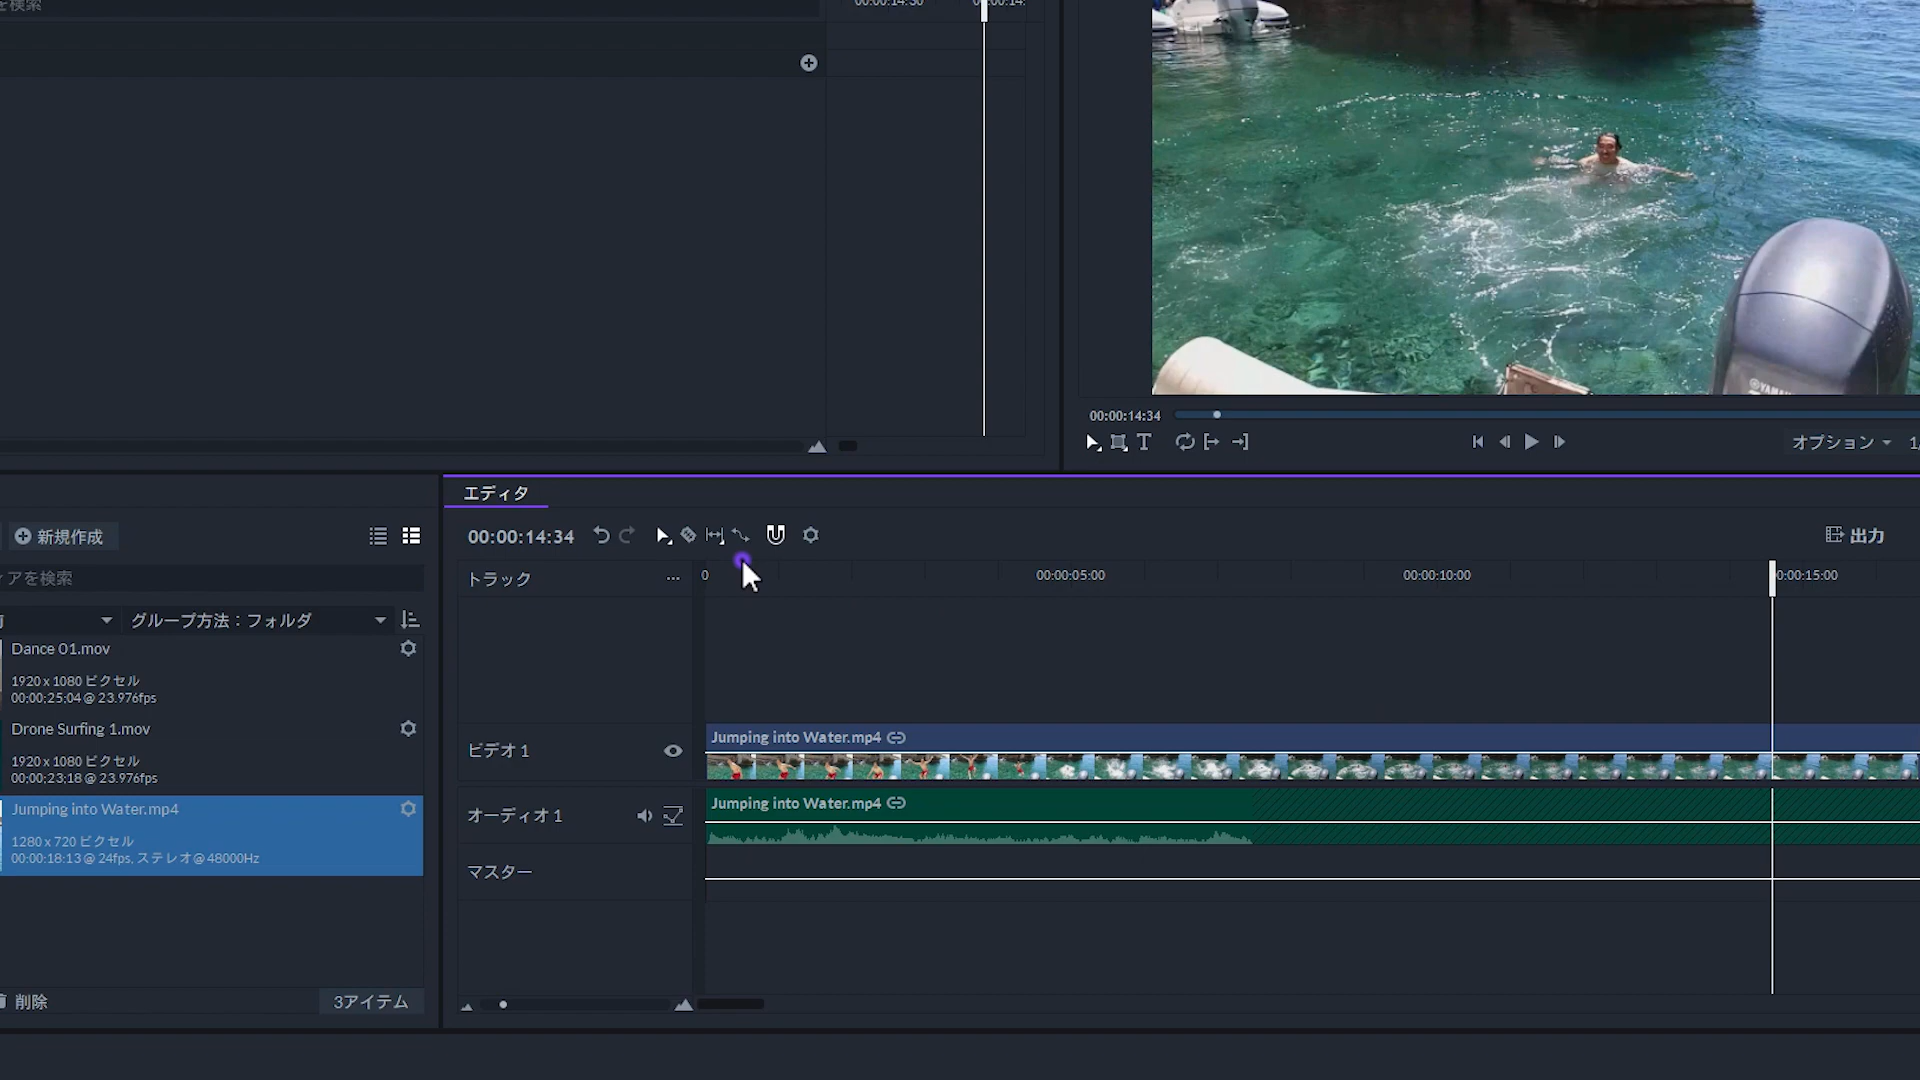 を検索
00:00:14:30
00:00:14:
YAMA
00:00:14:34
オプション
エディタ
新規作成
00:00:14:34
出力
アを検索
トラック
0
00:00:05:00
00:00:10:00
0:00:15:00
グループ方法：フォルダ
Dance 01.mov
1920 x 1080 ピクセル
00;00;25;04 @ 23.976fps
Drone Surfing 1.mov
1920 x 1080 ピクセル
00;00;23;18 @ 23.976fps
Jumping into Water.mp4
1280 x 720 ピクセル
00:00:18:13 @ 24fps, ステレオ @ 48000Hz
ビデオ 1
Jumping into Water.mp4
オーディオ 1
Jumping into Water.mp4
マスター
削除
3アイテム